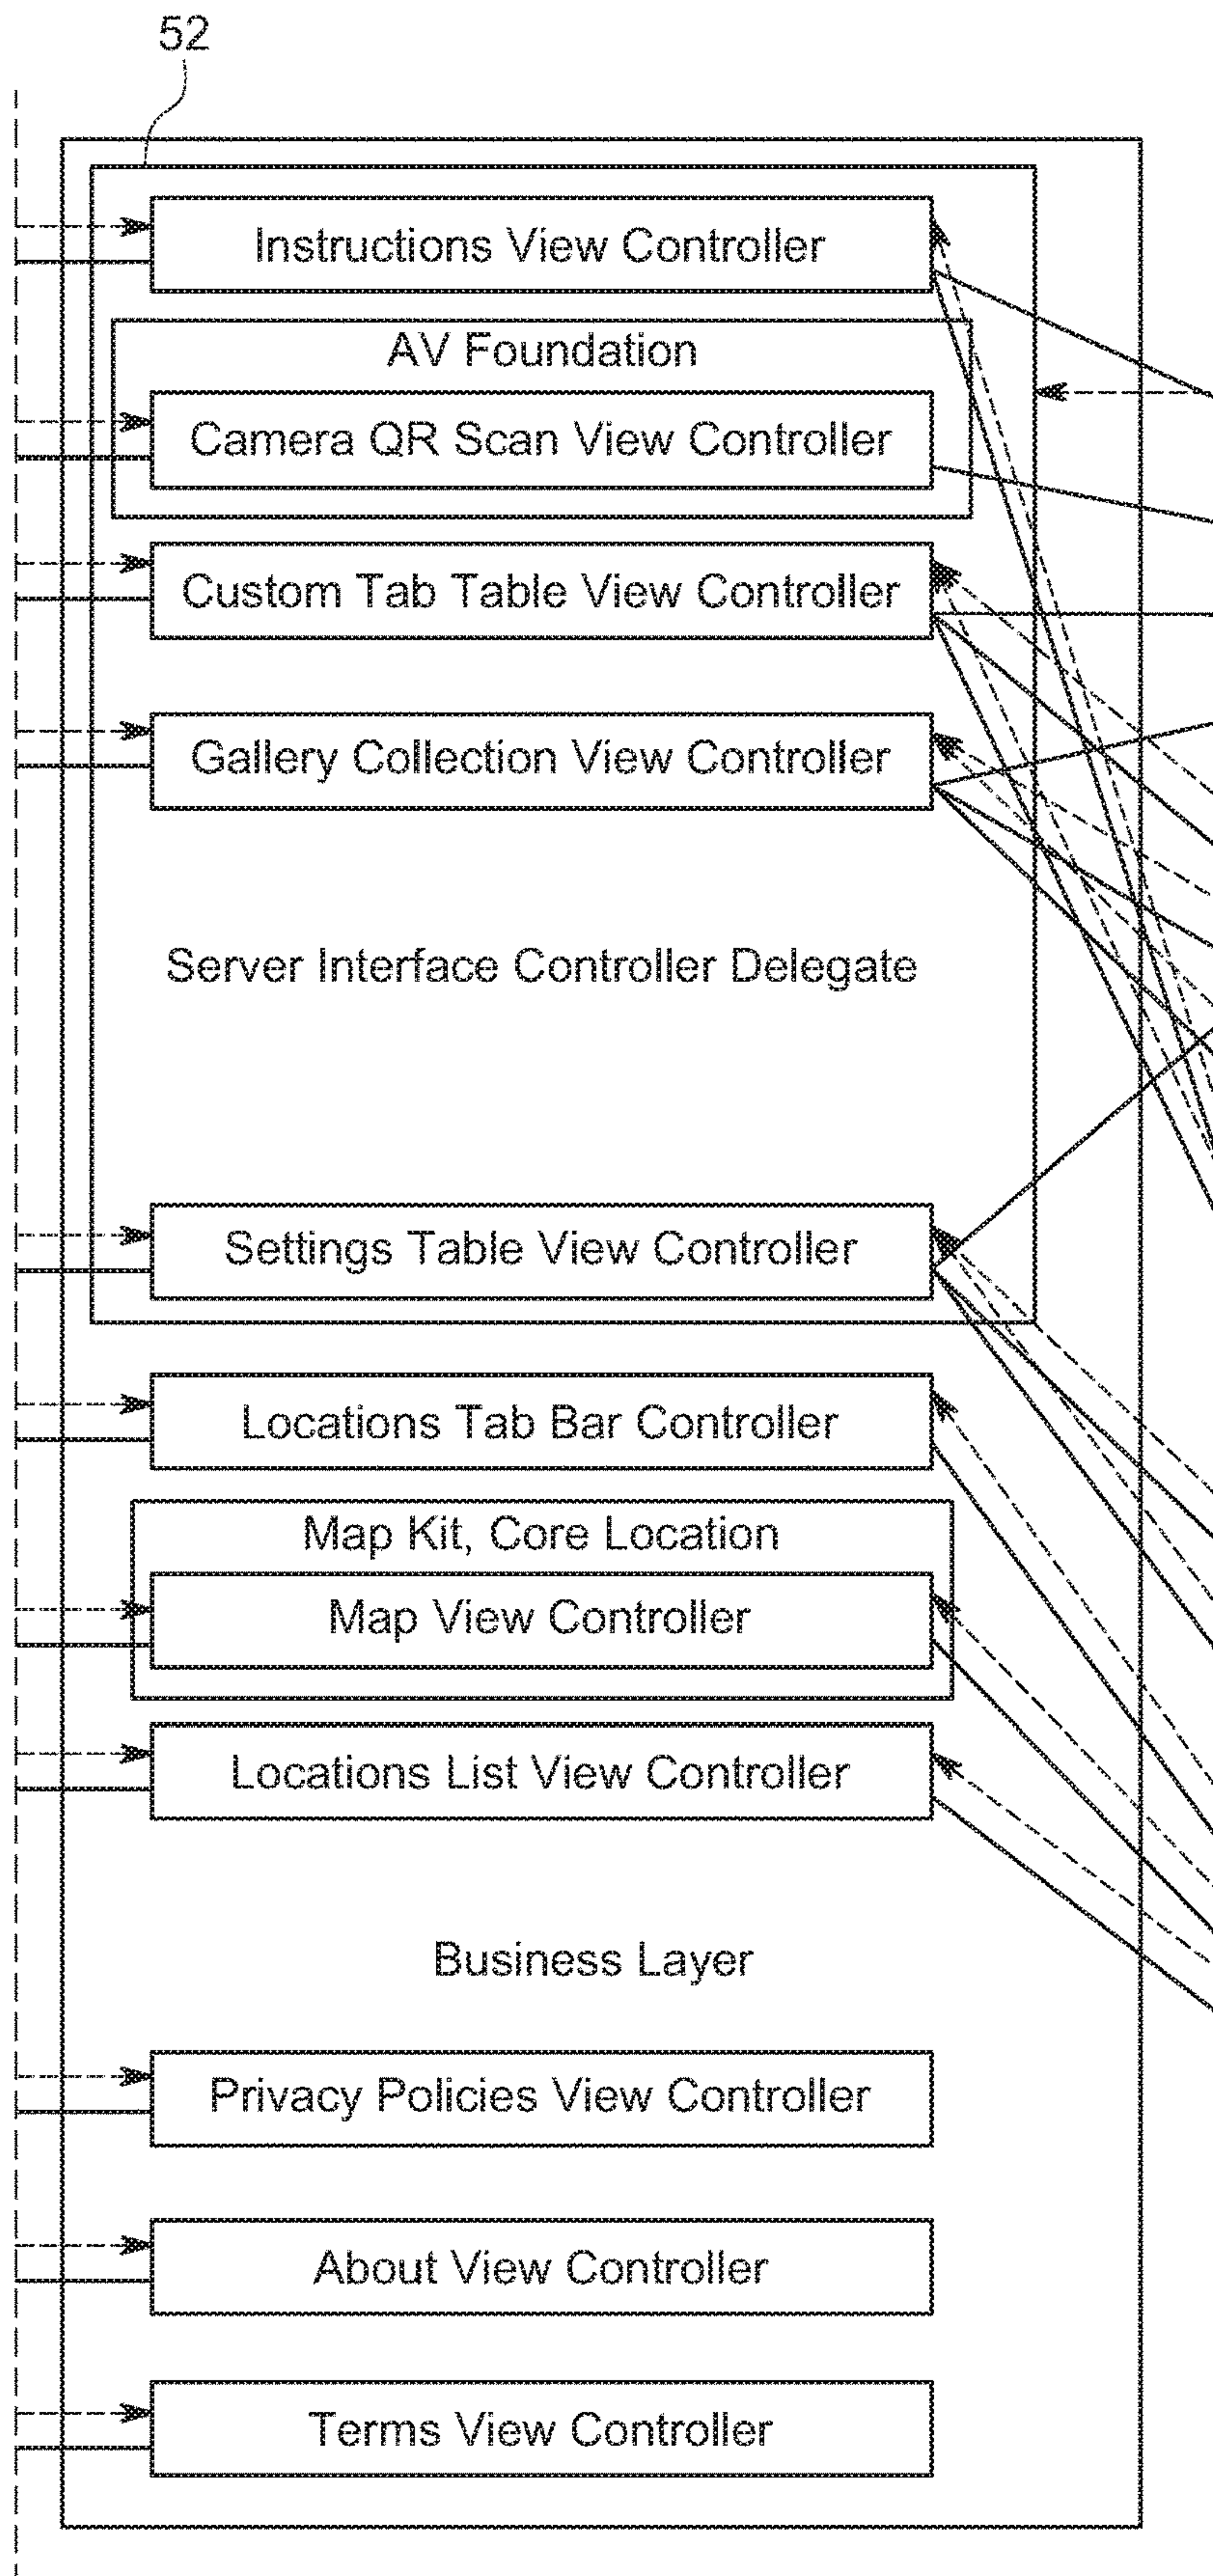 52
Instructions View Controller
AV Foundation
Camera QR Scan View Controller
Custom Tab Table View Controller
Gallery Collection View Controller
Server Interface Controller Delegate
Settings Table View Controller
Locations Tab Bar Controller
Map Kit, Core Location
Map View Controller
Locations List View Controller
Business Layer
Privacy Policies View Controller
About View Controller
Terms View Controller